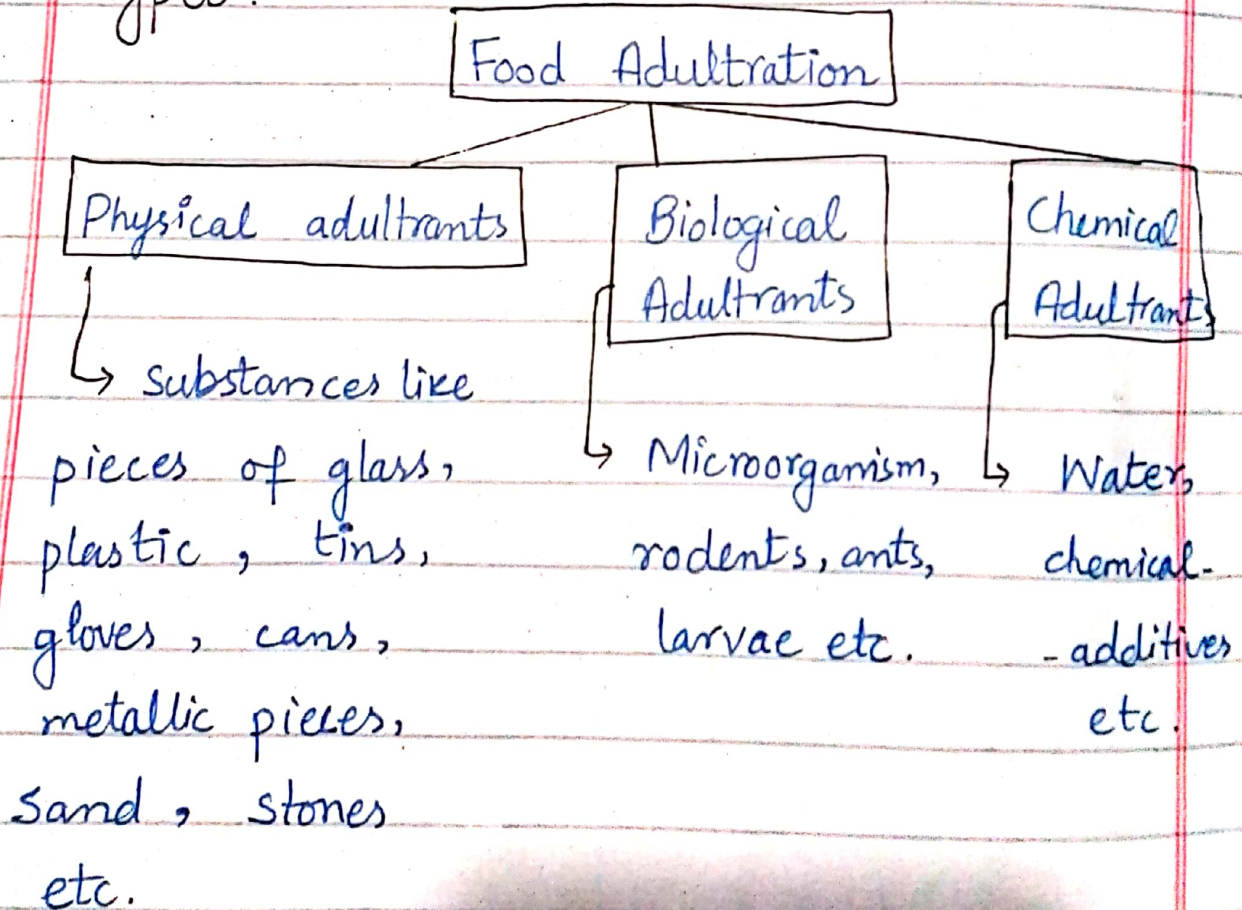 Food Adultration
Physical adultrants
Biological
Adultrants
Chemical
Adultrants
substances like
pieces of glass,
plastic, tins,
gloves, cans,
metallic pieces,
sand, stones
etc.
Microorganism,
rodents, ants,
larvae etc.
Water,
chemical-
- additives
etc.